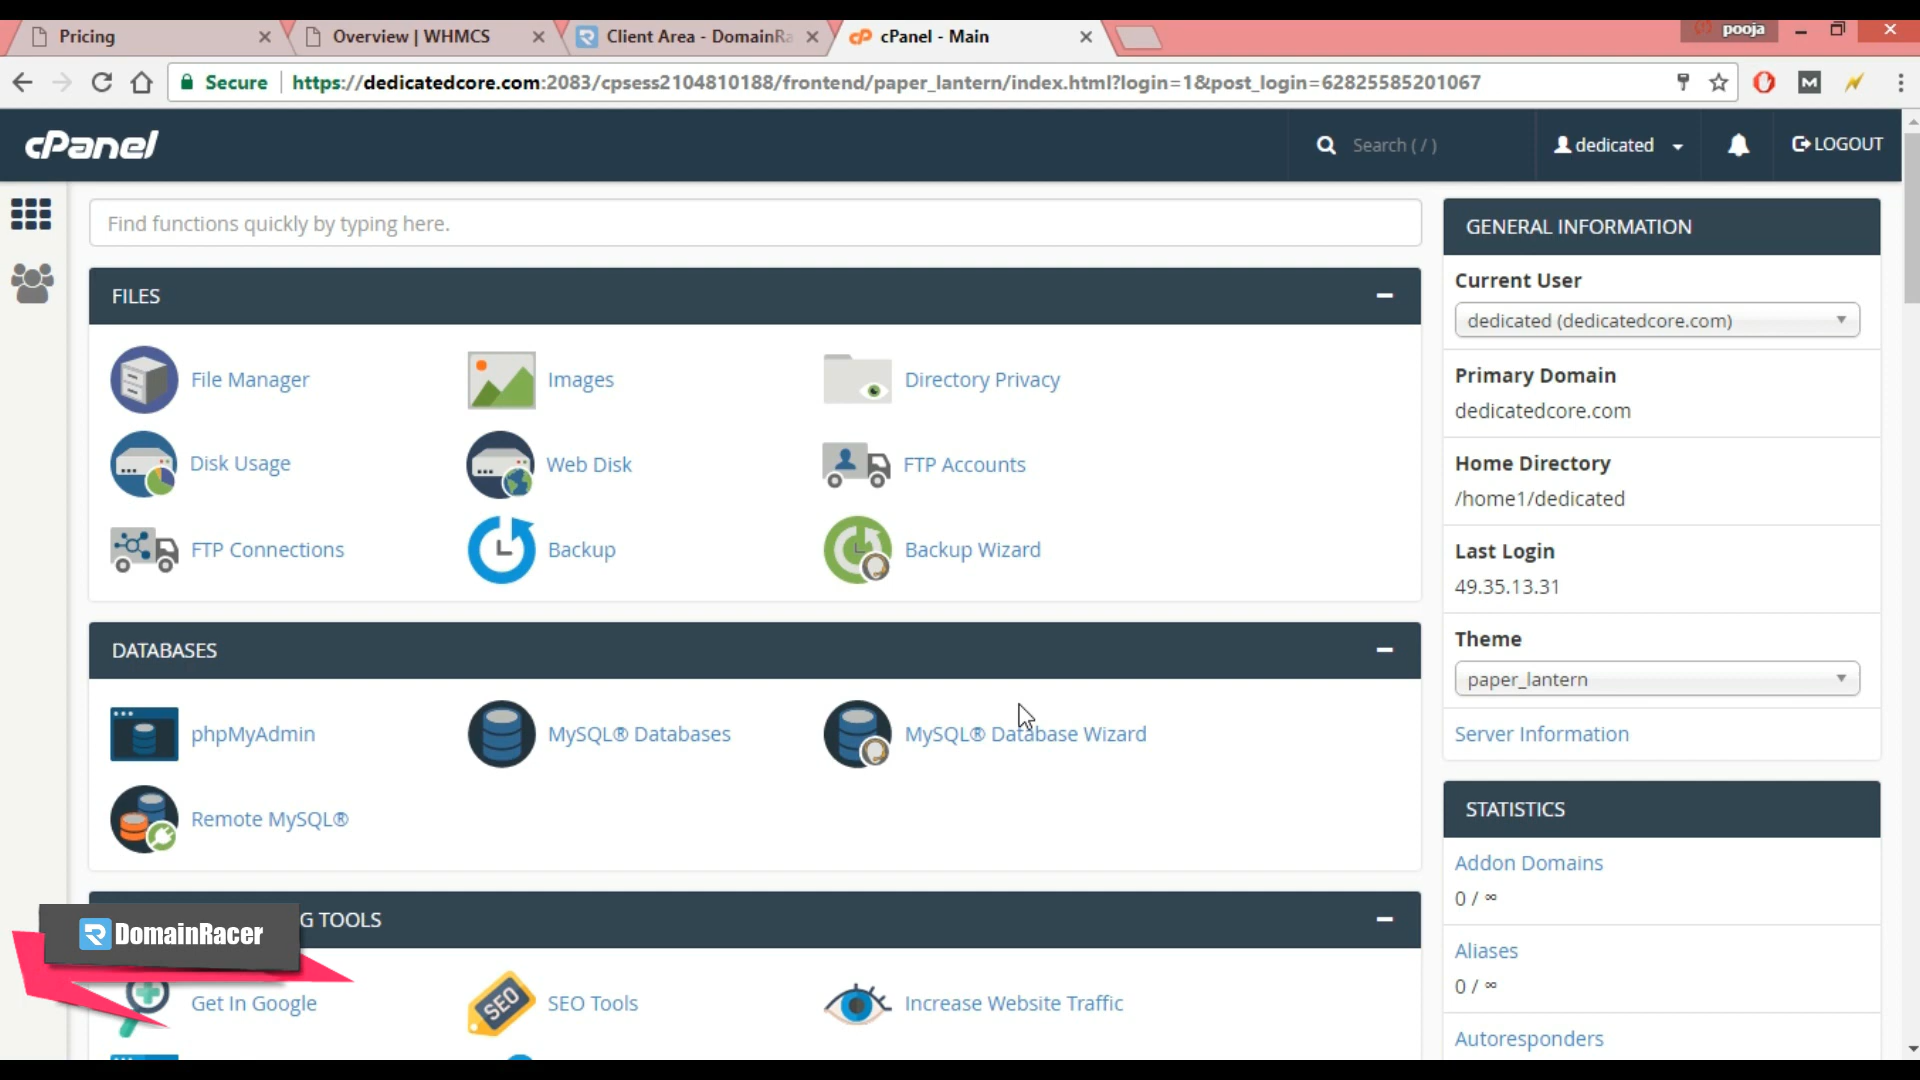 Pricing
Overview | WHMCS
Client Area - DomainRa
cPanel - Main
pooja
Secure
https://dedicatedcore.com:2083/cpsess2104810188/frontend/paper_lantern/index.html?login=1&post_login=62825585201067
cPanel
Search ( / )
dedicated
LOGOUT
Find functions quickly by typing here.
FILES
File Manager
Images
Directory Privacy
Disk Usage
Web Disk
FTP Accounts
FTP Connections
Backup
Backup Wizard
DATABASES
phpMyAdmin
MySQL® Databases
MySQL® Database Wizard
Remote MySQL®
G TOOLS
DomainRacer
Get In Google
SEO
SEO Tools
Increase Website Traffic
GENERAL INFORMATION
Current User
dedicated (dedicatedcore.com)
Primary Domain
dedicatedcore.com
Home Directory
/home1/dedicated
Last Login
49.35.13.31
Theme
paper_lantern
Server Information
STATISTICS
Addon Domains
0 / ∞
Aliases
0 / ∞
Autoresponders